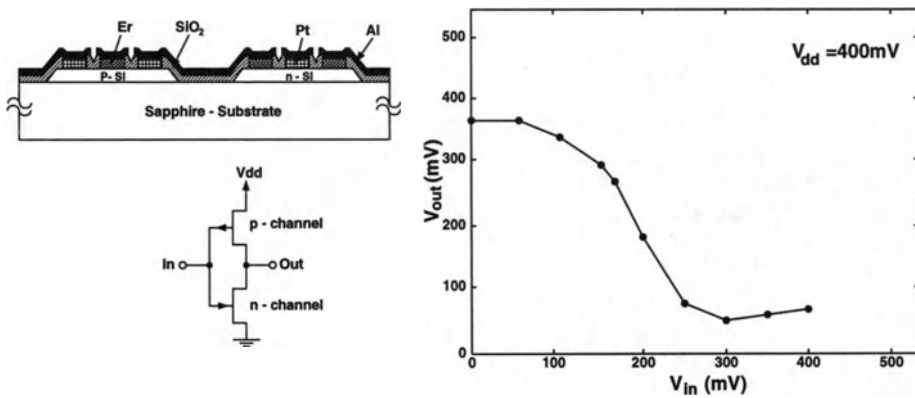 Er SiO₂ Pt Al
P-Si n-Si
Sapphire - Substrate
Vdd
p - channel
In Out
n - channel
V_dd = 400mV
V_out (mV)
400
300
200
100
0
0 100 200 300 400 500
V_in (mV)